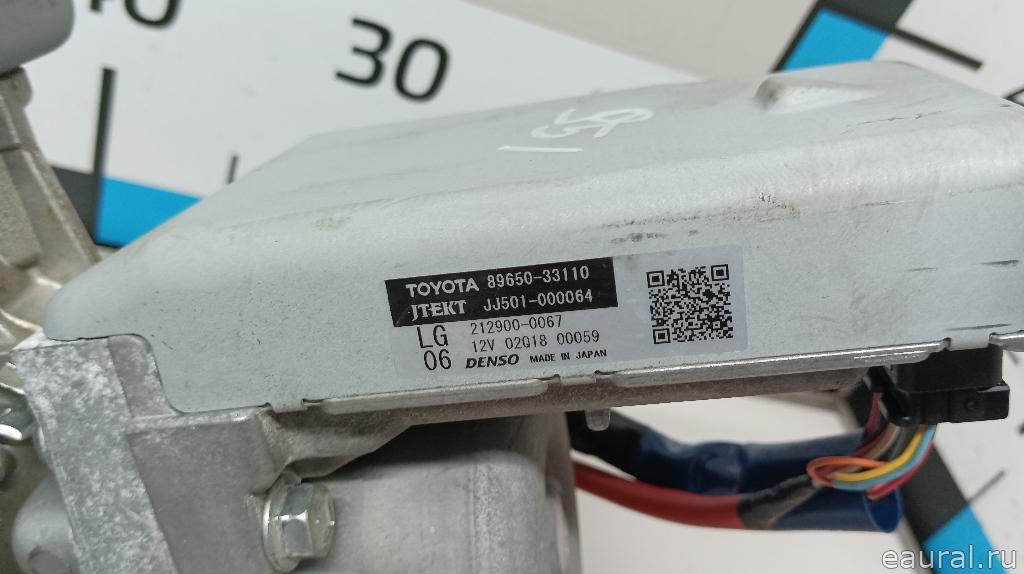 30
TOYOTA 89650-33110
JTEKT JJ501-000064
LG 212900-0067
06 12V 02Q18 00059
DENSO MADE IN JAPAN
eaural.ru